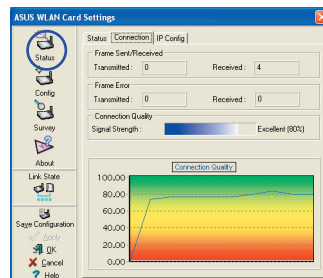 ASUS WLAN Card Settings
Status
Config
Survey
About
Link State
Save Configuration
Apply
OK
Cancel
Help
Status Connection IP Config
Frame Sent/Received
Transmitted : 0 Received : 4
Frame Error
Transmitted : 0 Received : 0
Connection Quality
Signal Strength : Excellent (80%)
Connection Quality
100.00
80.00
60.00
40.00
20.00
0.00